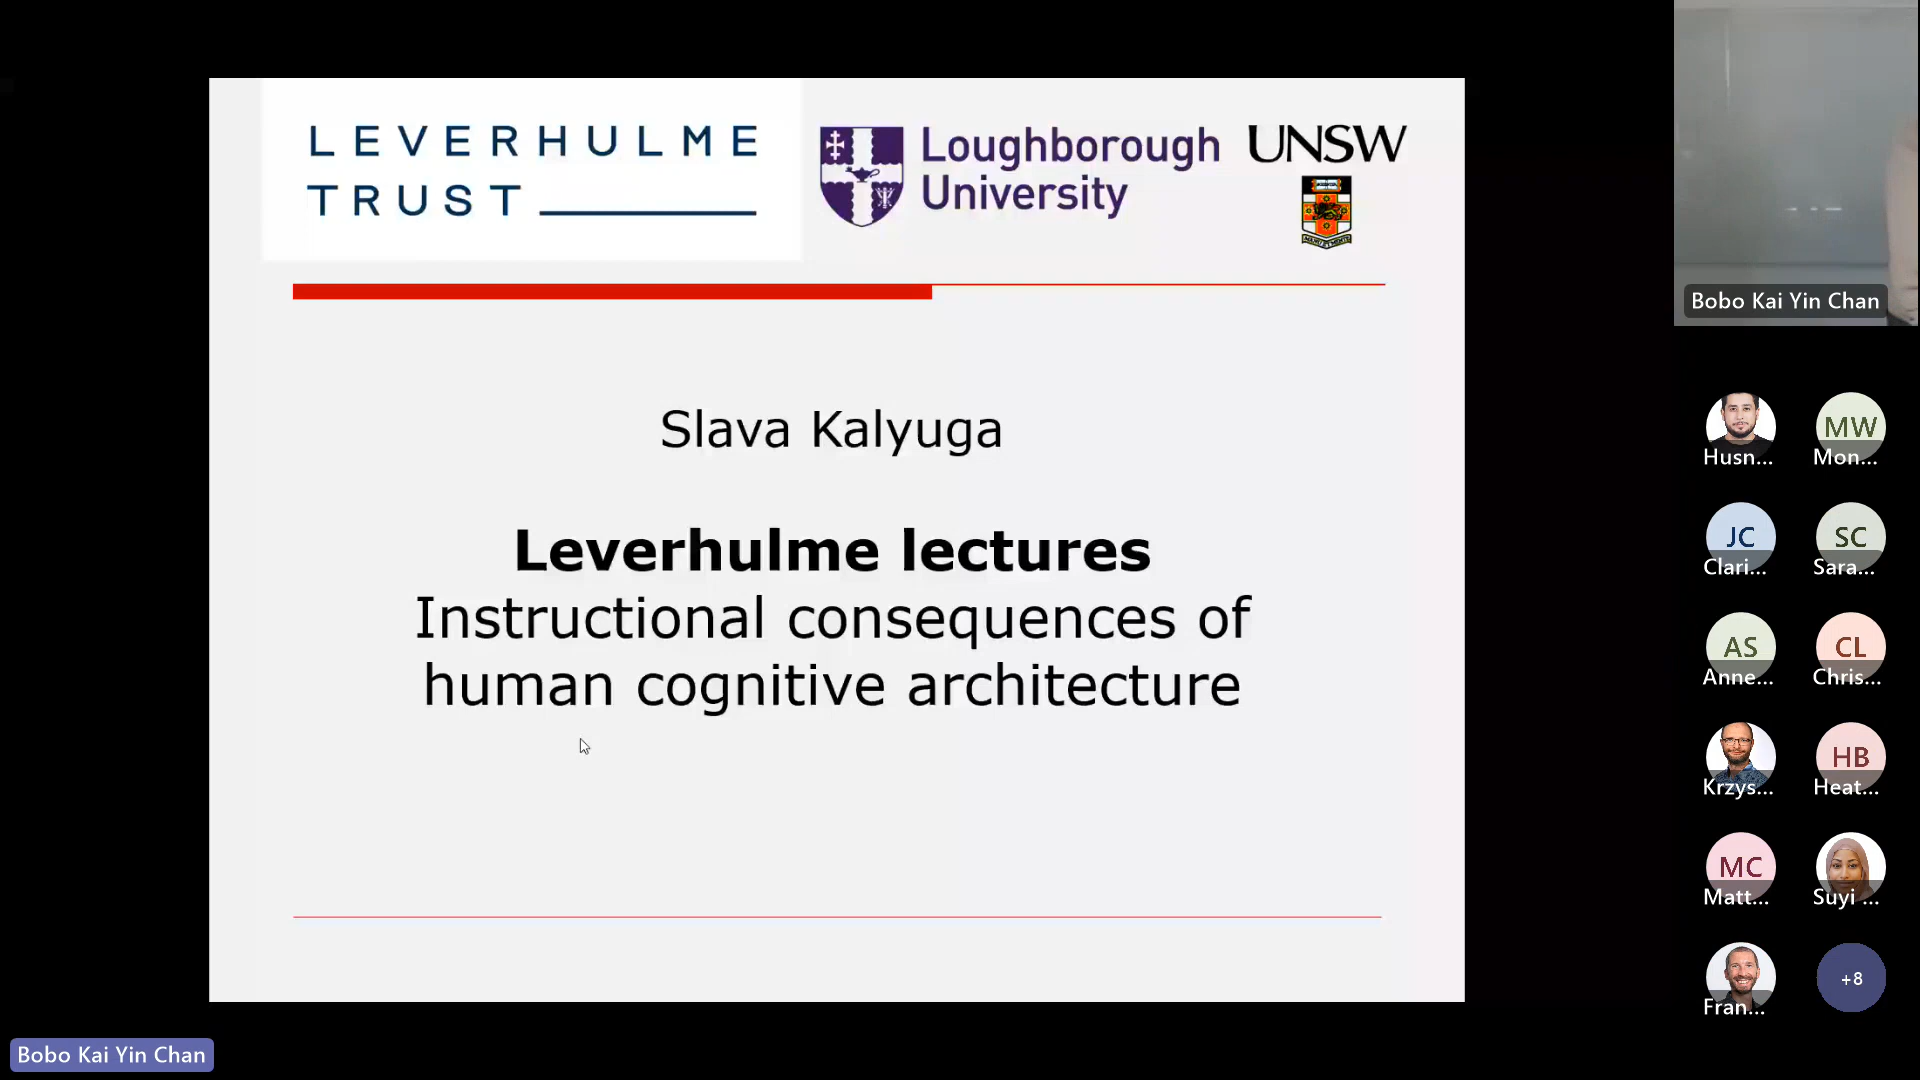 LEVERHULME
TRUST
Loughborough
University
UNSW
Slava Kalyuga
Leverhulme lectures
Instructional consequences of
human cognitive architecture
Bobo Kai Yin Chan
Husn...
MW
Mon...
JC
Clari...
SC
Sara...
AS
Anne...
CL
Chris...
Krzys...
HB
Heat...
MC
Matt...
Suyi ...
Fran...
+8
Bobo Kai Yin Chan